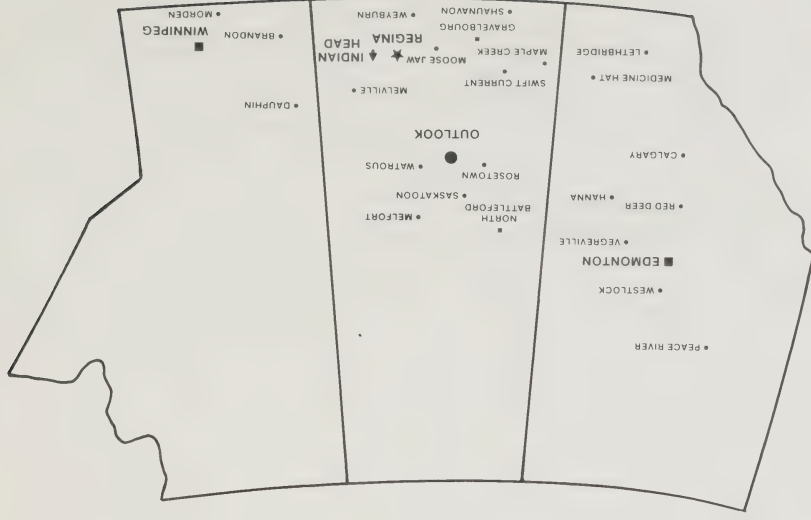 PEACE RIVER
WESTLOCK
EDMONTON
VEGREVILLE
RED DEER
HANNA
CALGARY
MEDICINE HAT
LETHBRIDGE
NORTH
BATTLEFORD
MELFORT
SASKATOON
ROSETOWN
WATROUS
OUTLOOK
SWIFT CURRENT
MELVILLE
MAPLE CREEK
MOOSE JAW
REGINA
INDIAN
HEAD
GRAVELBOURG
SHAUNAVON
WEYBURN
DAUPHIN
BRANDON
WINNIPEG
MORDEN